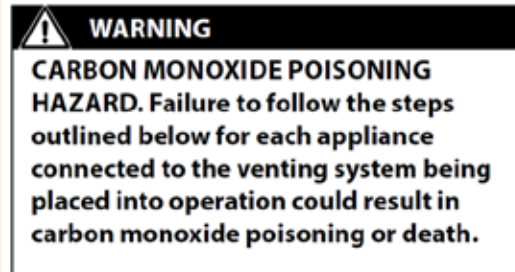 WARNING
CARBON MONOXIDE POISONING
HAZARD. Failure to follow the steps
outlined below for each appliance
connected to the venting system being
placed into operation could result in
carbon monoxide poisoning or death.